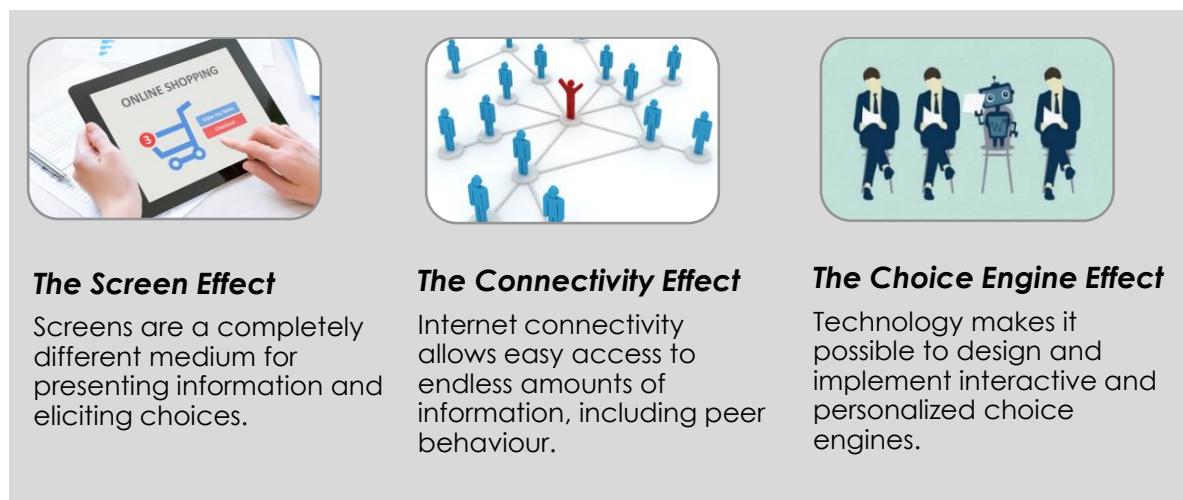 ONLINE SHOPPING
3
Checkout
W
The Screen Effect
Screens are a completely
different medium for
presenting information and
eliciting choices.
The Connectivity Effect
Internet connectivity
allows easy access to
endless amounts of
information, including peer
behaviour.
The Choice Engine Effect
Technology makes it
possible to design and
implement interactive and
personalized choice
engines.